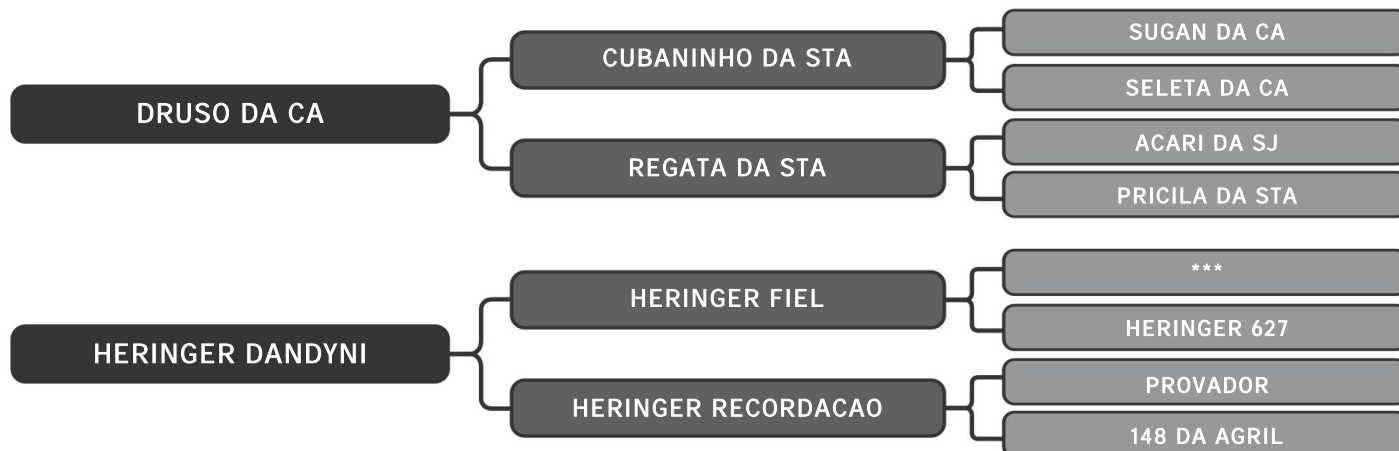 DRUSO DA CA
CUBANINHO DA STA
SUGAN DA CA
SELETA DA CA
REGATA DA STA
ACARI DA SJ
PRICILA DA STA
HERINGER DANDYNI
HERINGER FIEL
***
HERINGER 627
HERINGER RECORDACAO
PROVADOR
148 DA AGRIL